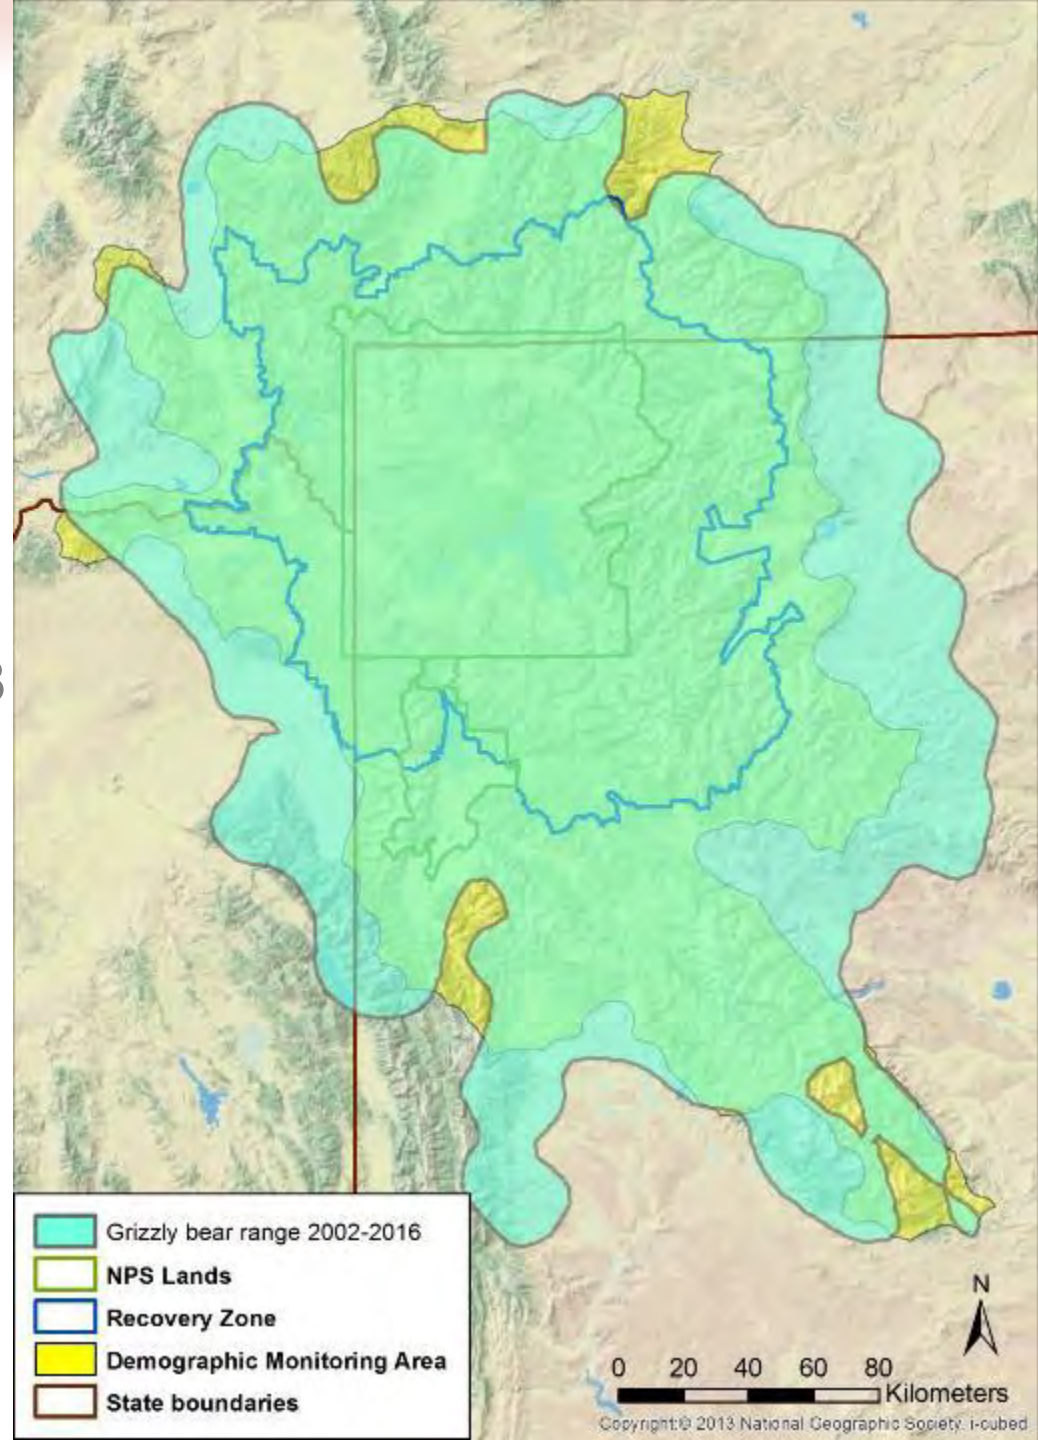 3
Grizzly bear range 2002-2016
NPS Lands
Recovery Zone
Demographic Monitoring Area
State boundaries
N
0 20 40 60 80
Kilometers
Copyright:© 2013 National Geographic Society, i-cubed